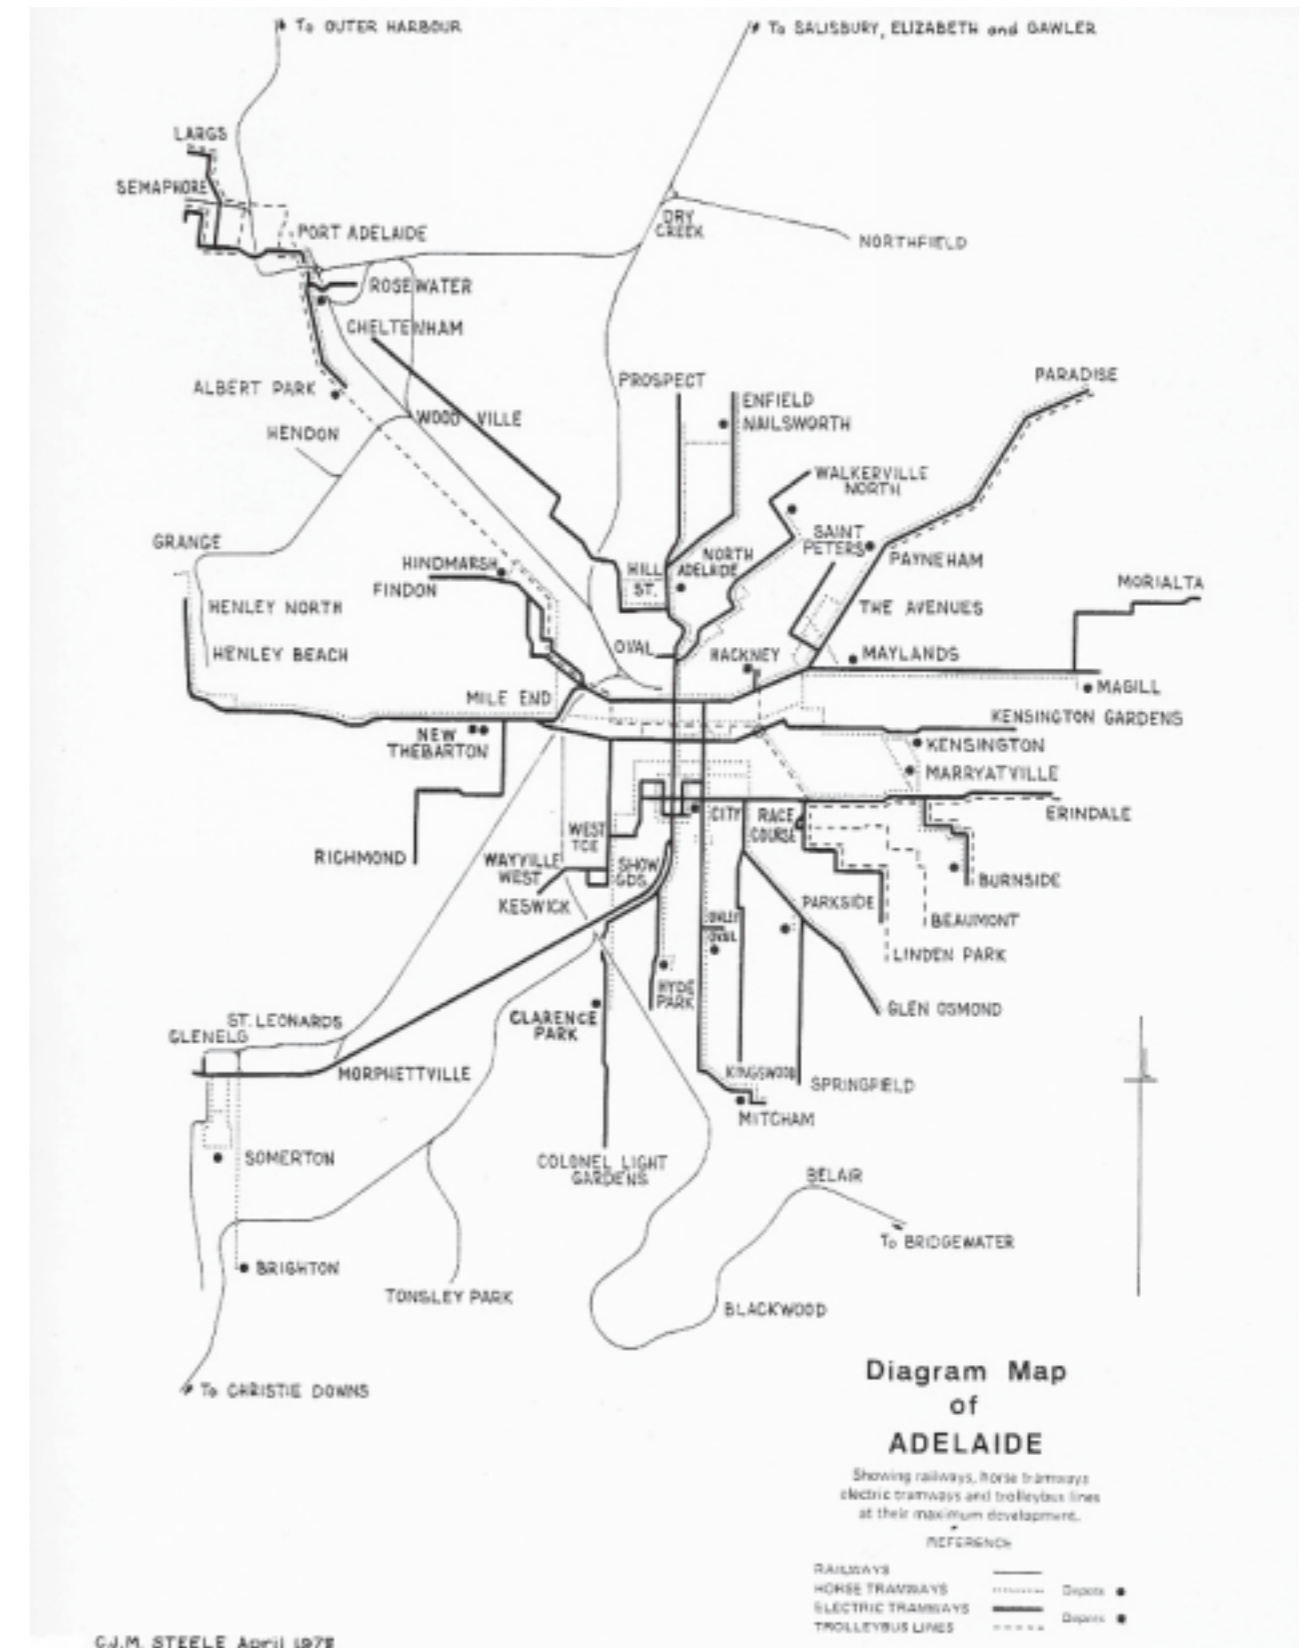 To OUTER HARBOUR
To SALISBURY, ELIZABETH and GAWLER
LARGS
SEMAPHORE
PORT ADELAIDE
DRY
CREEK
NORTHFIELD
ROSEWATER
CHELTENHAM
ALBERT PARK
HENDON
WOODVILLE
PROSPECT
ENFIELD
NAILSWORTH
PARADISE
WALKERVILLE
NORTH
SAINT
PETERS
PAYNEHAM
GRANGE
HINDMARSH
FINDON
HILL
ST.
NORTH
ADELAIDE
MORIALTA
HENLEY NORTH
THE AVENUES
HENLEY BEACH
OVAL
HACKNEY
MAYLANDS
MAGILL
MILE END
KENSINGTON GARDENS
NEW
THEBARTON
KENSINGTON
MARRYATVILLE
CITY
RACE
COURSE
ERINDALE
WEST
TCE
RICHMOND
WAYVILLE
WEST
SHOW
GDS.
KESWICK
BURNSIDE
PARKSIDE
BEAUMONT
UNLEY
OVAL
LINDEN PARK
HYDE
PARK
GLEN OSMOND
CLARENCE
PARK
ST. LEONARDS
GLENELG
MORPHETTVILLE
KINGSWOOD
SPRINGFIELD
MITCHAM
SOMERTON
COLONEL LIGHT
GARDENS
BELAIR
To BRIDGEWATER
BRIGHTON
TONSLEY PARK
BLACKWOOD
To CHRISTIE DOWNS
Diagram Map
of
ADELAIDE
Showing railways, horse tramways
electric tramways and trolleybus lines
at their maximum development.
REFERENCE
RAILWAYS
HORSE TRAMWAYS Depots
ELECTRIC TRAMWAYS Depots
TROLLEYBUS LINES
C.J.M. STEELE April